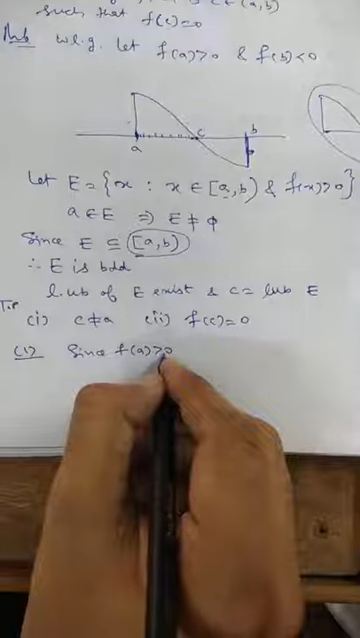 such that f(c)=0
w.l.g. let f(a)>0 & f(b)<0
a c b
Let E = {x : x ∈ [a,b) & f(x)>0}
a ∈ E ⇒ E ≠ ϕ
Since E ⊆ [a,b)
∴ E is bdd
l.ub of E exist & c = lub E
(i) c≠a (ii) f(c)=0
(i) Since f(a)>0